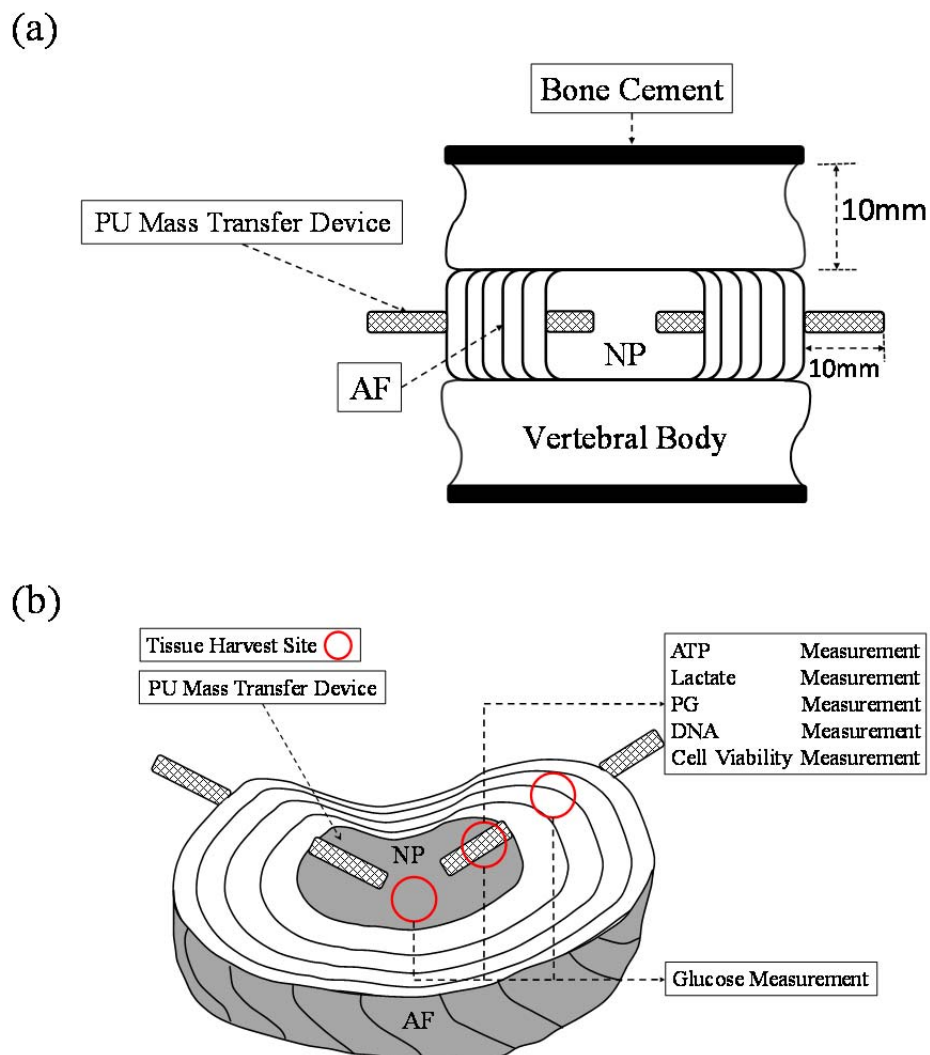 (a)
Bone Cement
PU Mass Transfer Device
10mm
NP
10mm
AF
Vertebral Body
(b)
Tissue Harvest Site
PU Mass Transfer Device
ATP Measurement
Lactate Measurement
PG Measurement
DNA Measurement
Cell Viability Measurement
NP
Glucose Measurement
AF